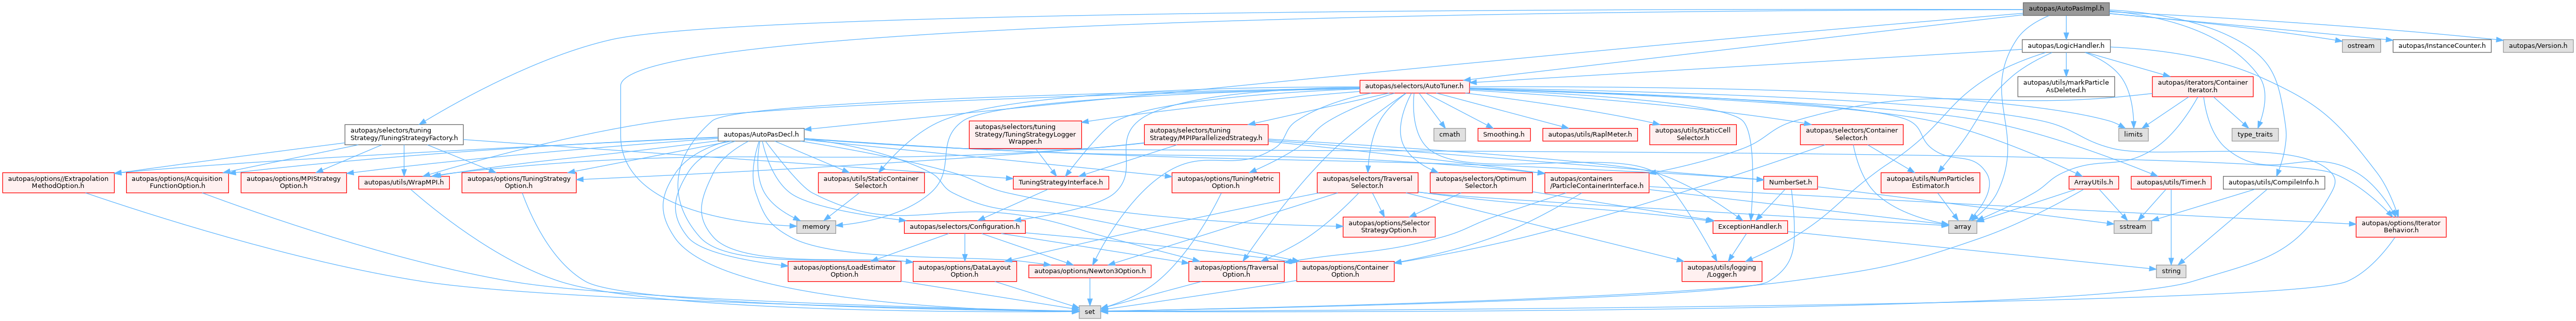 autopas/AutoPasImpl.h
autopas/LogicHandler.h
ostream
autopas/InstanceCounter.h
autopas/Version.h
autopas/selectors/AutoTuner.h
autopas/utils/markParticle
AsDeleted.h
autopas/iterators/Container
Iterator.h
autopas/selectors/tuning
Strategy/TuningStrategyFactory.h
autopas/AutoPasDecl.h
autopas/selectors/tuning
Strategy/TuningStrategyLogger
Wrapper.h
autopas/selectors/tuning
Strategy/MPIParallelizedStrategy.h
cmath
Smoothing.h
autopas/utils/RaplMeter.h
autopas/utils/StaticCell
Selector.h
autopas/selectors/Container
Selector.h
limits
type_traits
autopas/options//Extrapolation
MethodOption.h
autopas/options/Acquisition
FunctionOption.h
autopas/options/MPIStrategy
Option.h
autopas/utils/WrapMPI.h
autopas/options/TuningStrategy
Option.h
autopas/utils/StaticContainer
Selector.h
TuningStrategyInterface.h
autopas/options/TuningMetric
Option.h
autopas/selectors/Traversal
Selector.h
autopas/selectors/Optimum
Selector.h
autopas/containers
/ParticleContainerInterface.h
NumberSet.h
autopas/utils/NumParticles
Estimator.h
ArrayUtils.h
autopas/utils/Timer.h
autopas/utils/CompileInfo.h
memory
autopas/selectors/Configuration.h
autopas/options/Selector
StrategyOption.h
ExceptionHandler.h
array
sstream
autopas/options/Iterator
Behavior.h
autopas/options/LoadEstimator
Option.h
autopas/options/DataLayout
Option.h
autopas/options/Newton3Option.h
autopas/options/Traversal
Option.h
autopas/options/Container
Option.h
autopas/utils/logging
/Logger.h
string
set